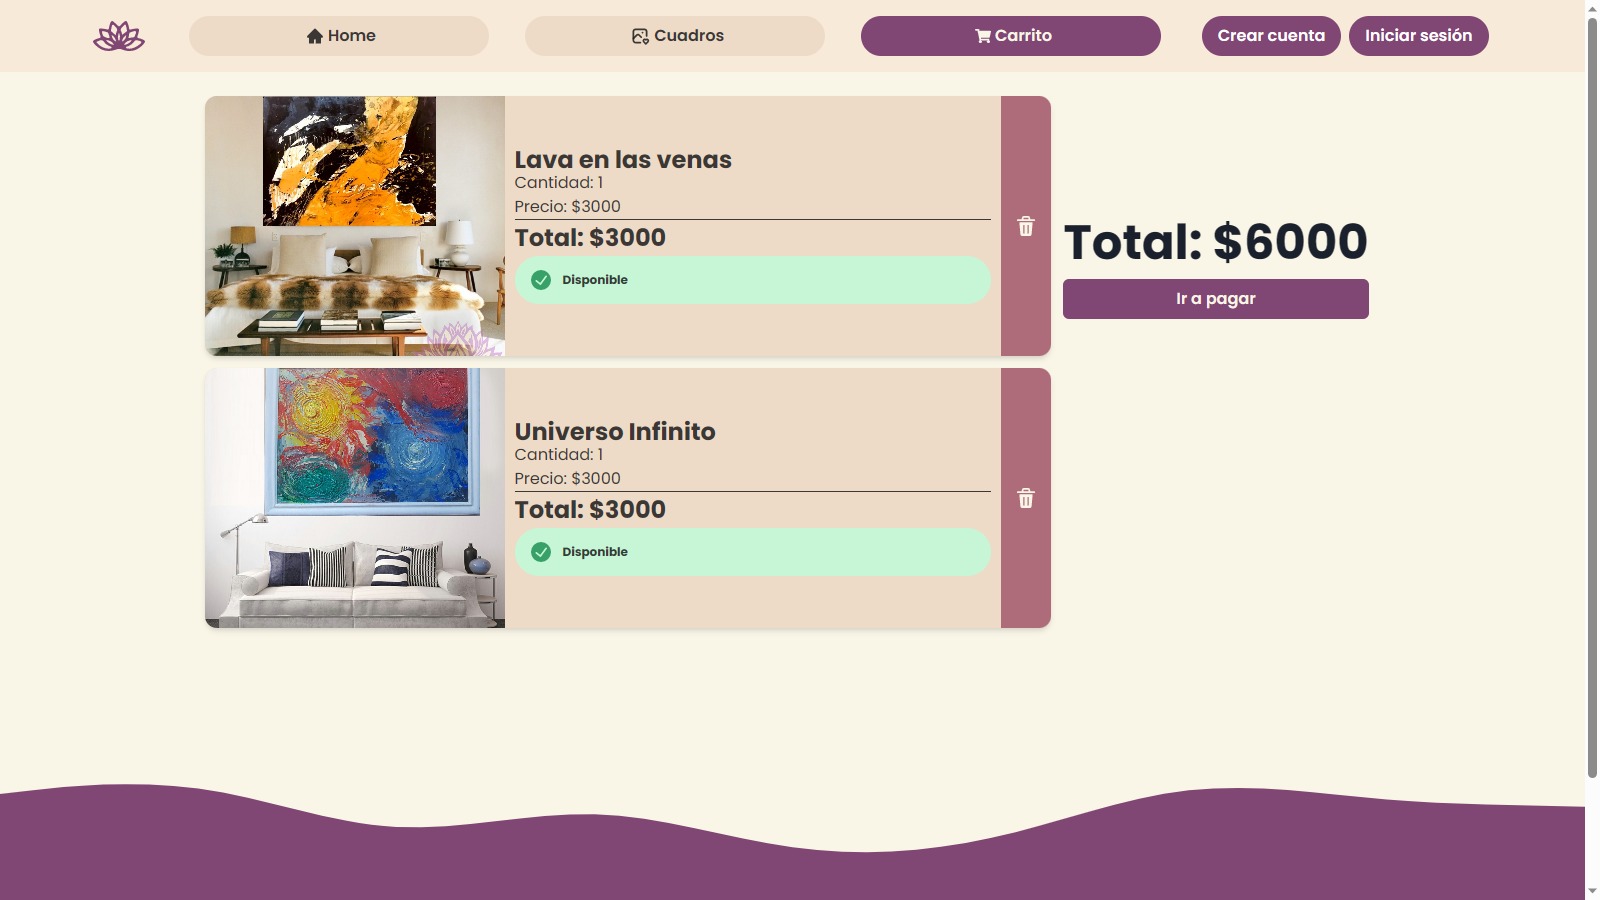 Home
Cuadros
Carrito
Crear cuenta
Iniciar sesión
Lava en las venas
Cantidad: 1
Precio: $3000
Total: $3000
Disponible
Total: $6000
Ir a pagar
Universo Infinito
Cantidad: 1
Precio: $3000
Total: $3000
Disponible